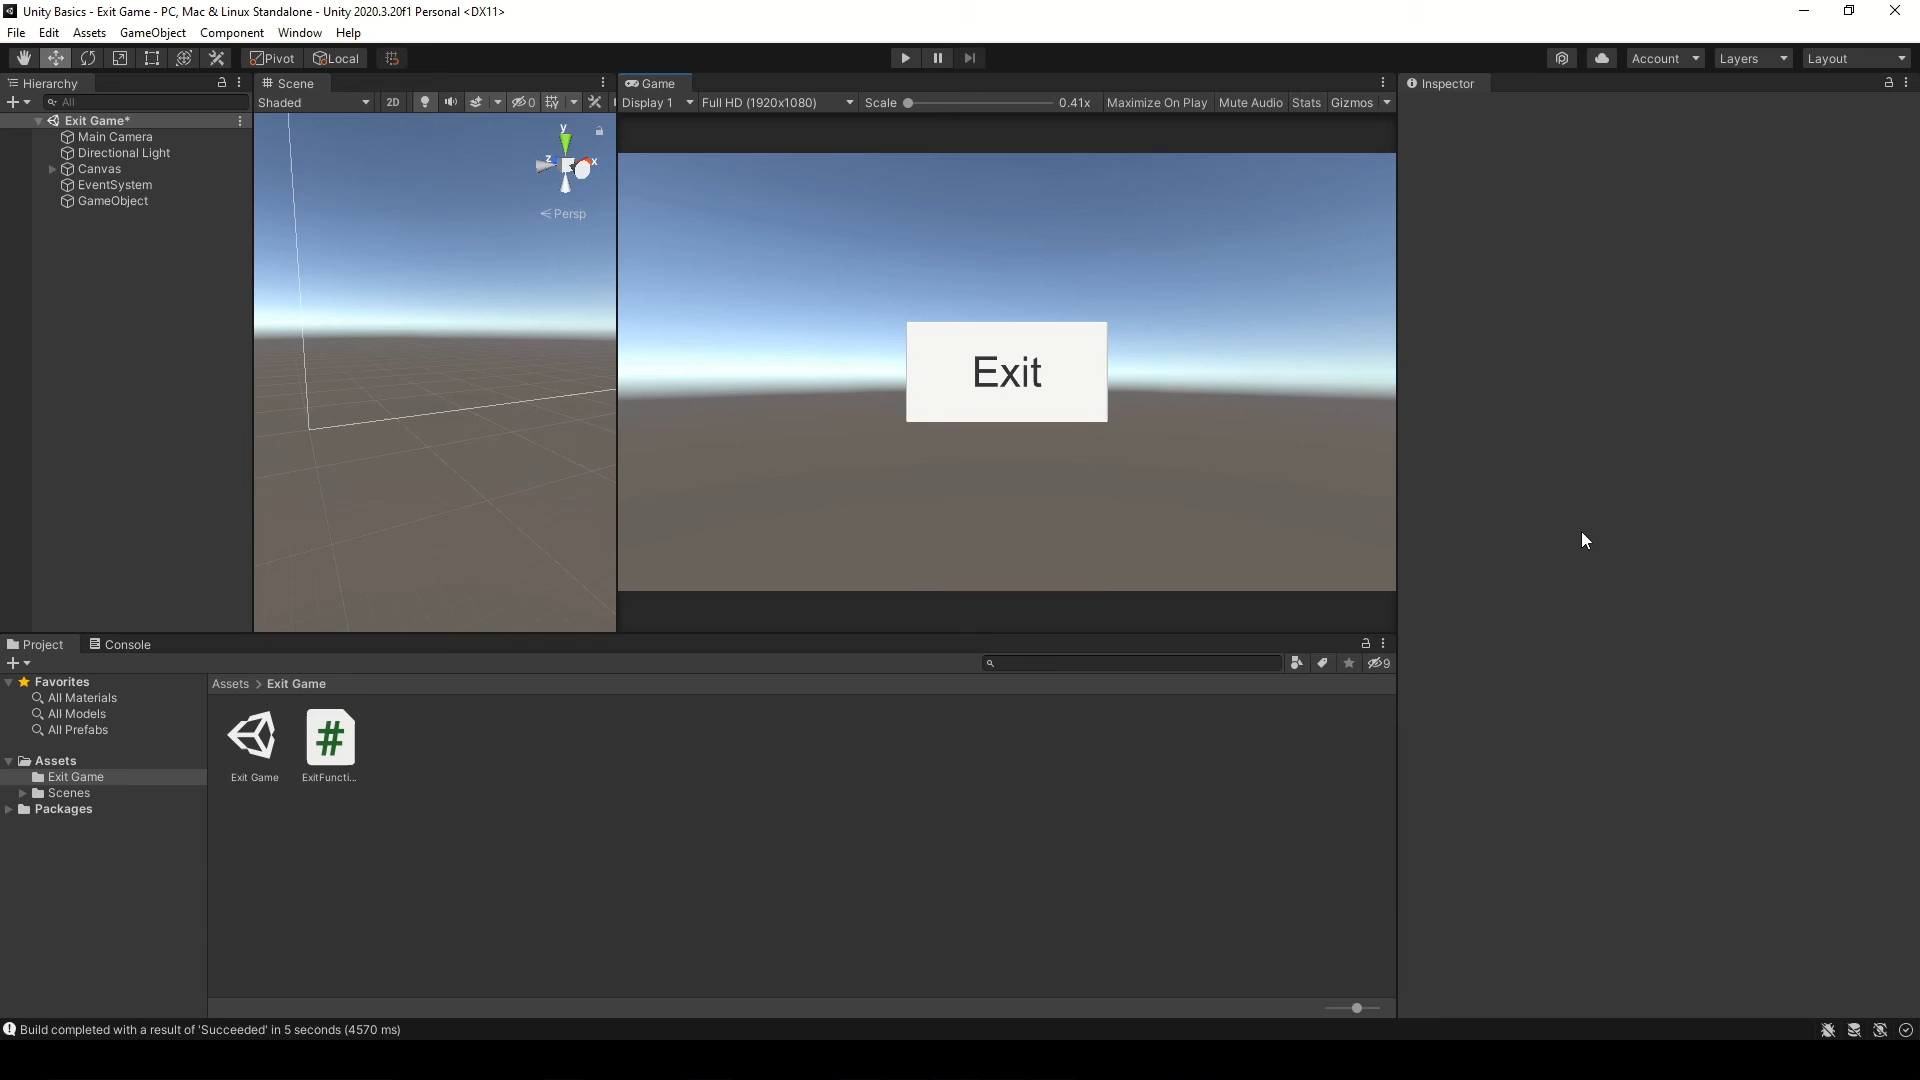 Unity Basics - Exit Game - PC, Mac & Linux Standalone - Unity 2020.3.20f1 Personal <DX11>
File Edit Assets GameObject Component Window Help
Pivot Local Account Layers Layout
Hierarchy Scene Game Inspector
All Shaded 2D 0 Display 1 Full HD (1920x1080) Scale 0.41x Maximize On Play Mute Audio Stats Gizmos
Exit Game*
Main Camera
Directional Light
Canvas
EventSystem
GameObject
y
z x
Persp
Exit
Project Console
9
Favorites
All Materials
All Models
All Prefabs
Assets
Exit Game
Scenes
Packages
Assets > Exit Game
#
Exit Game ExitFuncti...
Build completed with a result of 'Succeeded' in 5 seconds (4570 ms)